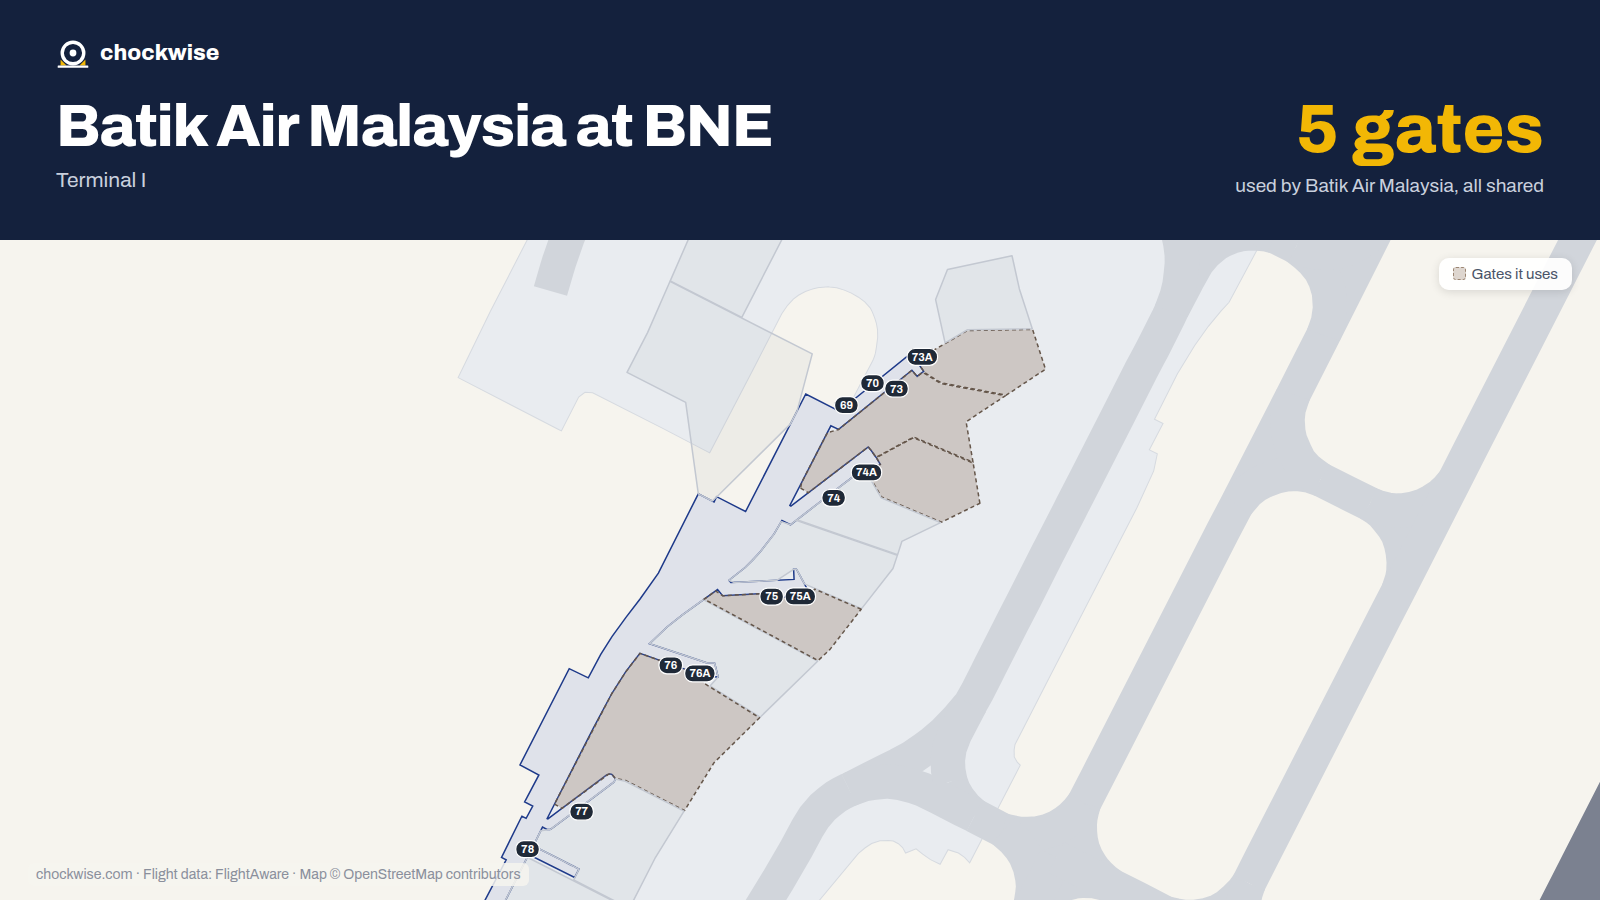 chockwise
Batik Air Malaysia at BNE
Terminal I
5 gates
used by Batik Air Malaysia, all shared
Gates it uses
73A
70
73
69
74A
74
75
75A
76
76A
77
78
chockwise.com · Flight data: FlightAware · Map © OpenStreetMap contributors